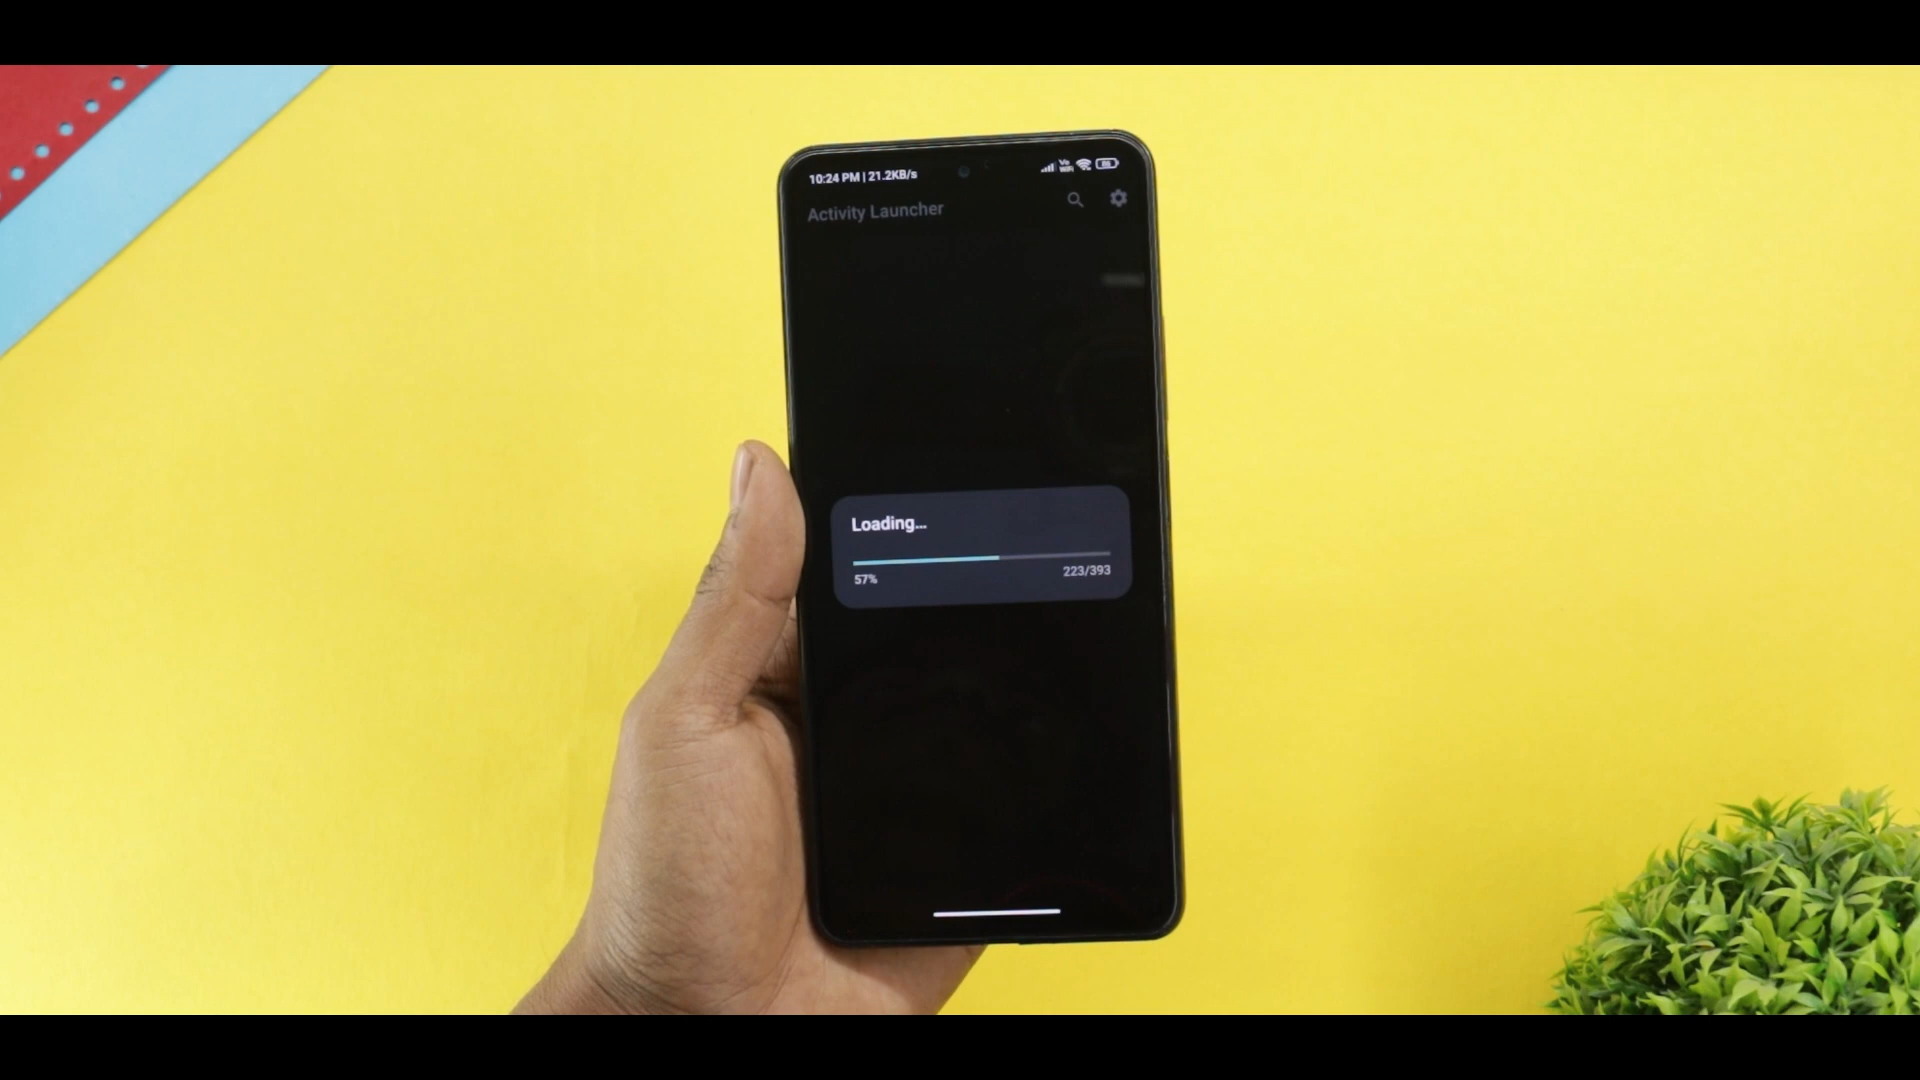 10:24 PM | 21.2KB/s
Activity Launcher
Loading...
57%
223/393